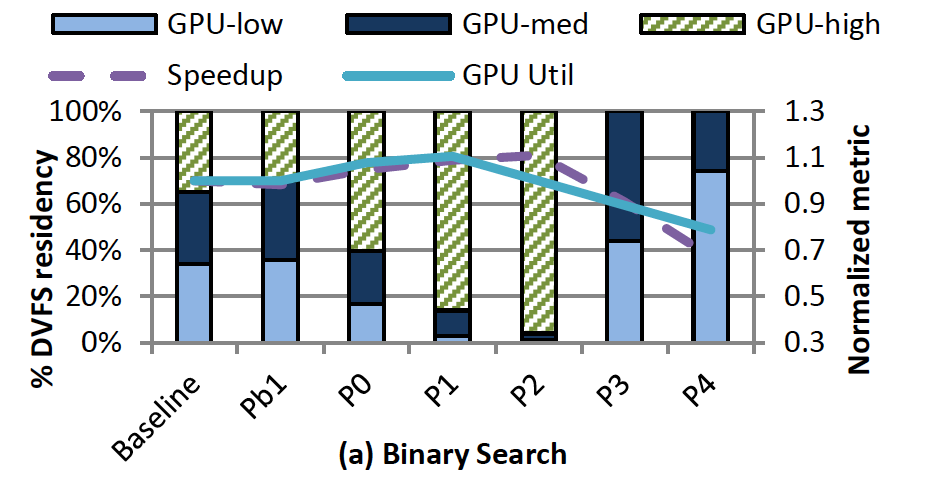 GPU-low GPU-med GPU-high
Speedup GPU Util
100% 1.3
80% 1.1
60% 0.9
40% 0.7
20% 0.5
0% 0.3
% DVFS residency
Normalized metric
Baseline Pb1 P0 P1 P2 P3 P4
(a) Binary Search